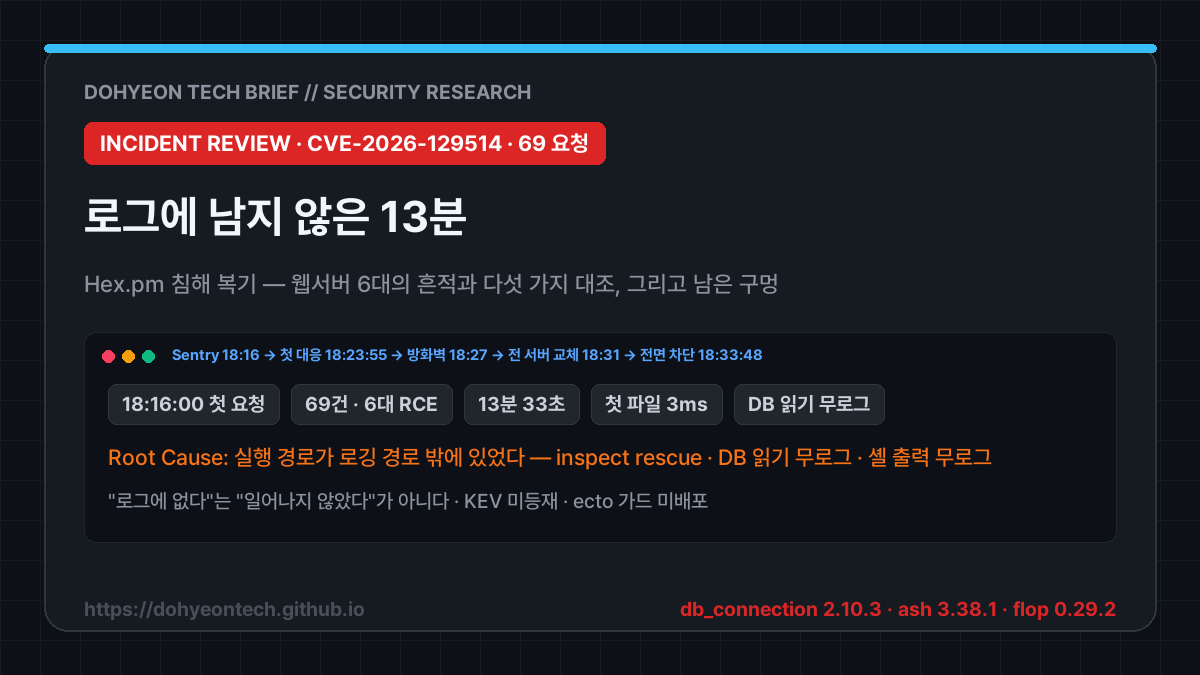 DOHYEON TECH BRIEF // SECURITY RESEARCH
INCIDENT REVIEW · CVE-2026-129514 · 69 요청
로그에 남지 않은 13분
Hex.pm 침해 복기 — 웹서버 6대의 흔적과 다섯 가지 대조, 그리고 남은 구멍
Sentry 18:16 → 첫 대응 18:23:55 → 방화벽 18:27 → 전 서버 교체 18:31 → 전면 차단 18:33:48
18:16:00 첫 요청
69건 · 6대 RCE
13분 33초
첫 파일 3ms
DB 읽기 무로그
Root Cause: 실행 경로가 로깅 경로 밖에 있었다 — inspect rescue · DB 읽기 무로그 · 셸 출력 무로그
"로그에 없다"는 "일어나지 않았다"가 아니다 · KEV 미등재 · ecto 가드 미배포
https://dohyeontech.github.io
db_connection 2.10.3 · ash 3.38.1 · flop 0.29.2